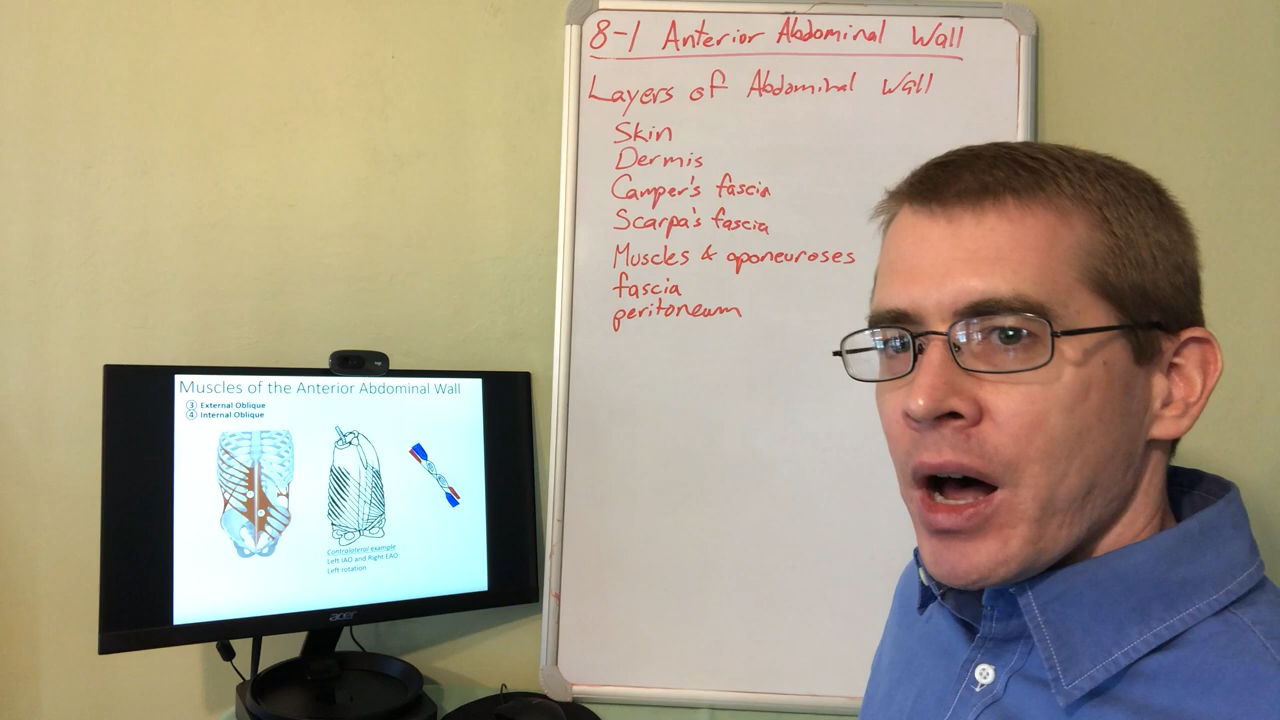 8-1 Anterior Abdominal Wall
Layers of Abdominal Wall
Skin
Dermis
Camper's fascia
Scarpa's fascia
Muscles & aponeuroses
fascia
peritoneum
Muscles of the Anterior Abdominal Wall
③ External Oblique
④ Internal Oblique
Contralateral example
Left IAO and Right EAO:
Left rotation
acer